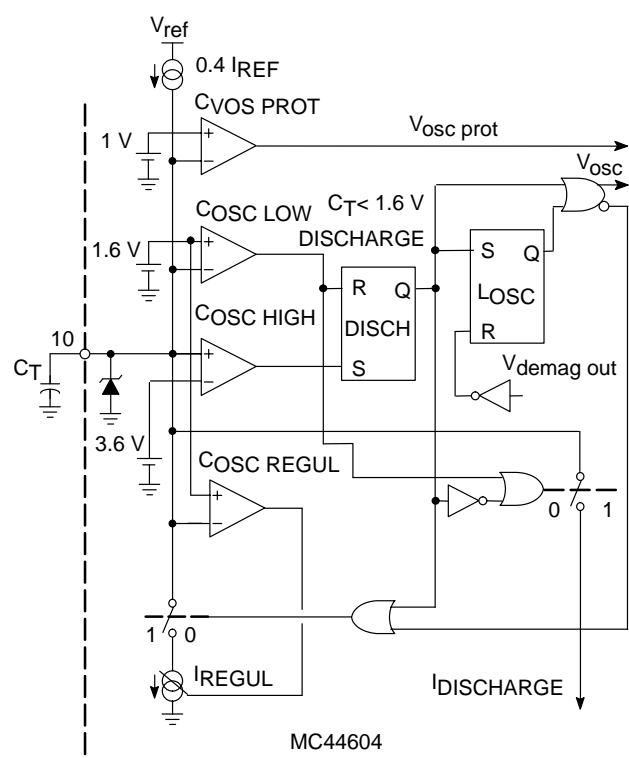 Vref
0.4 IREF
CVOS PROT
1 V
Vosc prot
Vosc
COSC LOW
CT< 1.6 V
DISCHARGE
1.6 V
R Q
DISCH
S
S Q
LOSC
R
COSC HIGH
10
CT
Vdemag out
3.6 V
COSC REGUL
0 1
1 0
IREGUL
IDISCHARGE
MC44604
+
−
+
−
+
−
+
−